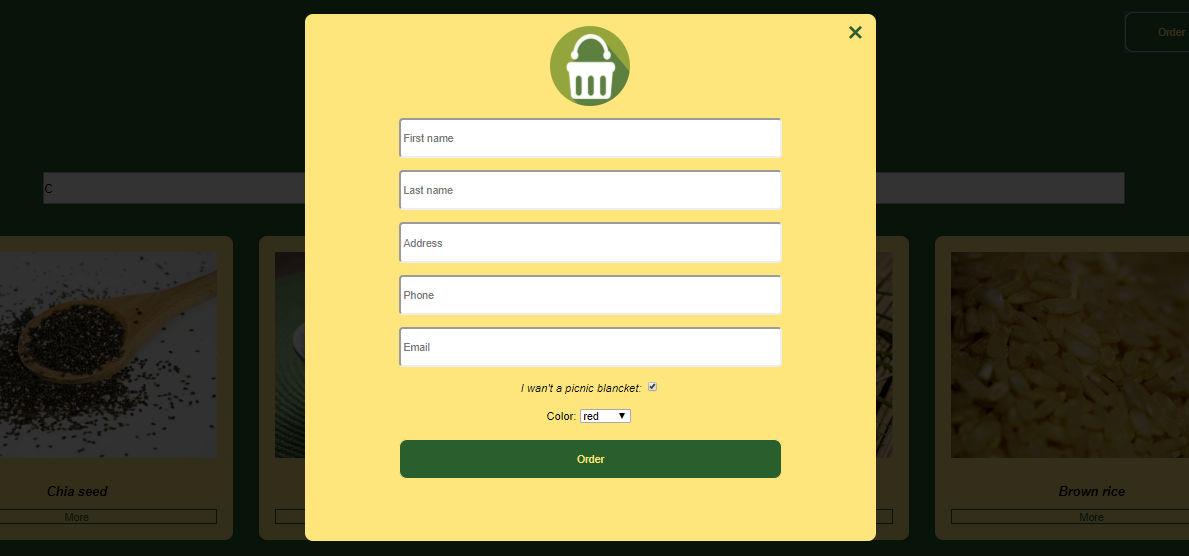 Order
✕
First name
C
Last name
Address
Phone
Email
I wan't a picnic blancket:
Color: red
Order
Chia seed
Brown rice
More
More